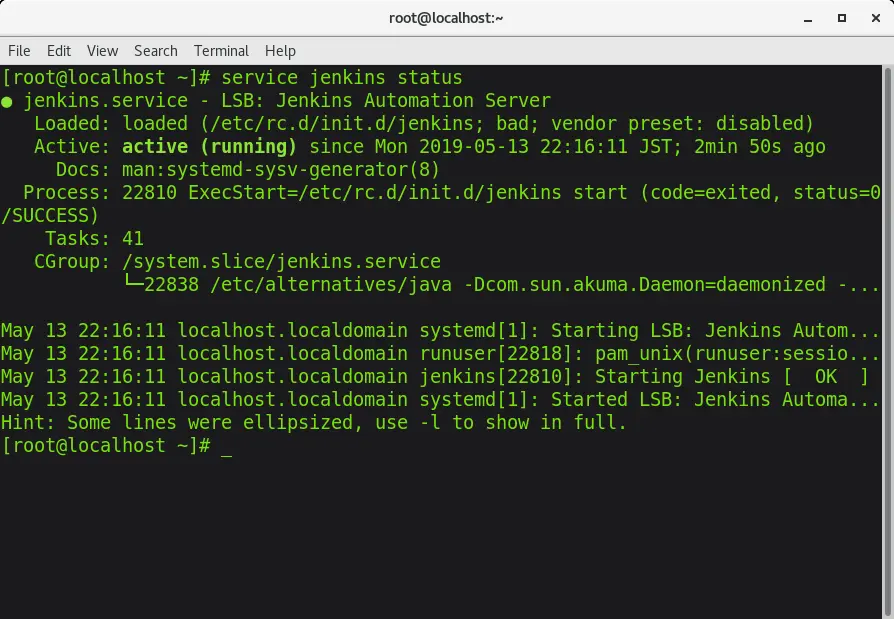 root@localhost:~
File Edit View Search Terminal Help
[root@localhost ~]# service jenkins status
● jenkins.service - LSB: Jenkins Automation Server
   Loaded: loaded (/etc/rc.d/init.d/jenkins; bad; vendor preset: disabled)
   Active: active (running) since Mon 2019-05-13 22:16:11 JST; 2min 50s ago
     Docs: man:systemd-sysv-generator(8)
  Process: 22810 ExecStart=/etc/rc.d/init.d/jenkins start (code=exited, status=0
/SUCCESS)
    Tasks: 41
   CGroup: /system.slice/jenkins.service
           └─22838 /etc/alternatives/java -Dcom.sun.akuma.Daemon=daemonized -...
May 13 22:16:11 localhost.localdomain systemd[1]: Starting LSB: Jenkins Autom...
May 13 22:16:11 localhost.localdomain runuser[22818]: pam_unix(runuser:sessio...
May 13 22:16:11 localhost.localdomain jenkins[22810]: Starting Jenkins [  OK  ]
May 13 22:16:11 localhost.localdomain systemd[1]: Started LSB: Jenkins Automa...
Hint: Some lines were ellipsized, use -l to show in full.
[root@localhost ~]# _